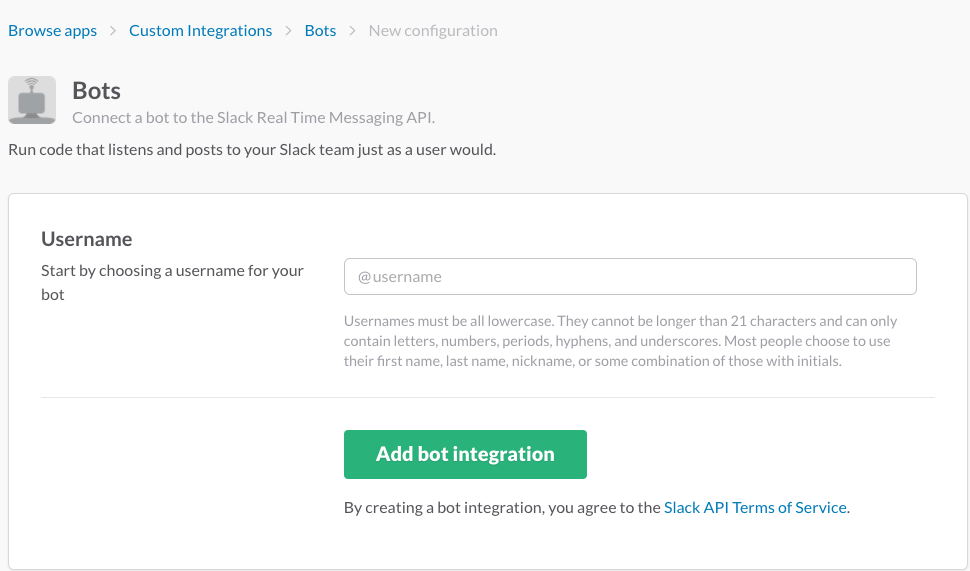 Browse apps > Custom Integrations > Bots > New configuration
Bots
Connect a bot to the Slack Real Time Messaging API.
Run code that listens and posts to your Slack team just as a user would.
Username
Start by choosing a username for your
bot
@username
Usernames must be all lowercase. They cannot be longer than 21 characters and can only
contain letters, numbers, periods, hyphens, and underscores. Most people choose to use
their first name, last name, nickname, or some combination of those with initials.
Add bot integration
By creating a bot integration, you agree to the Slack API Terms of Service.